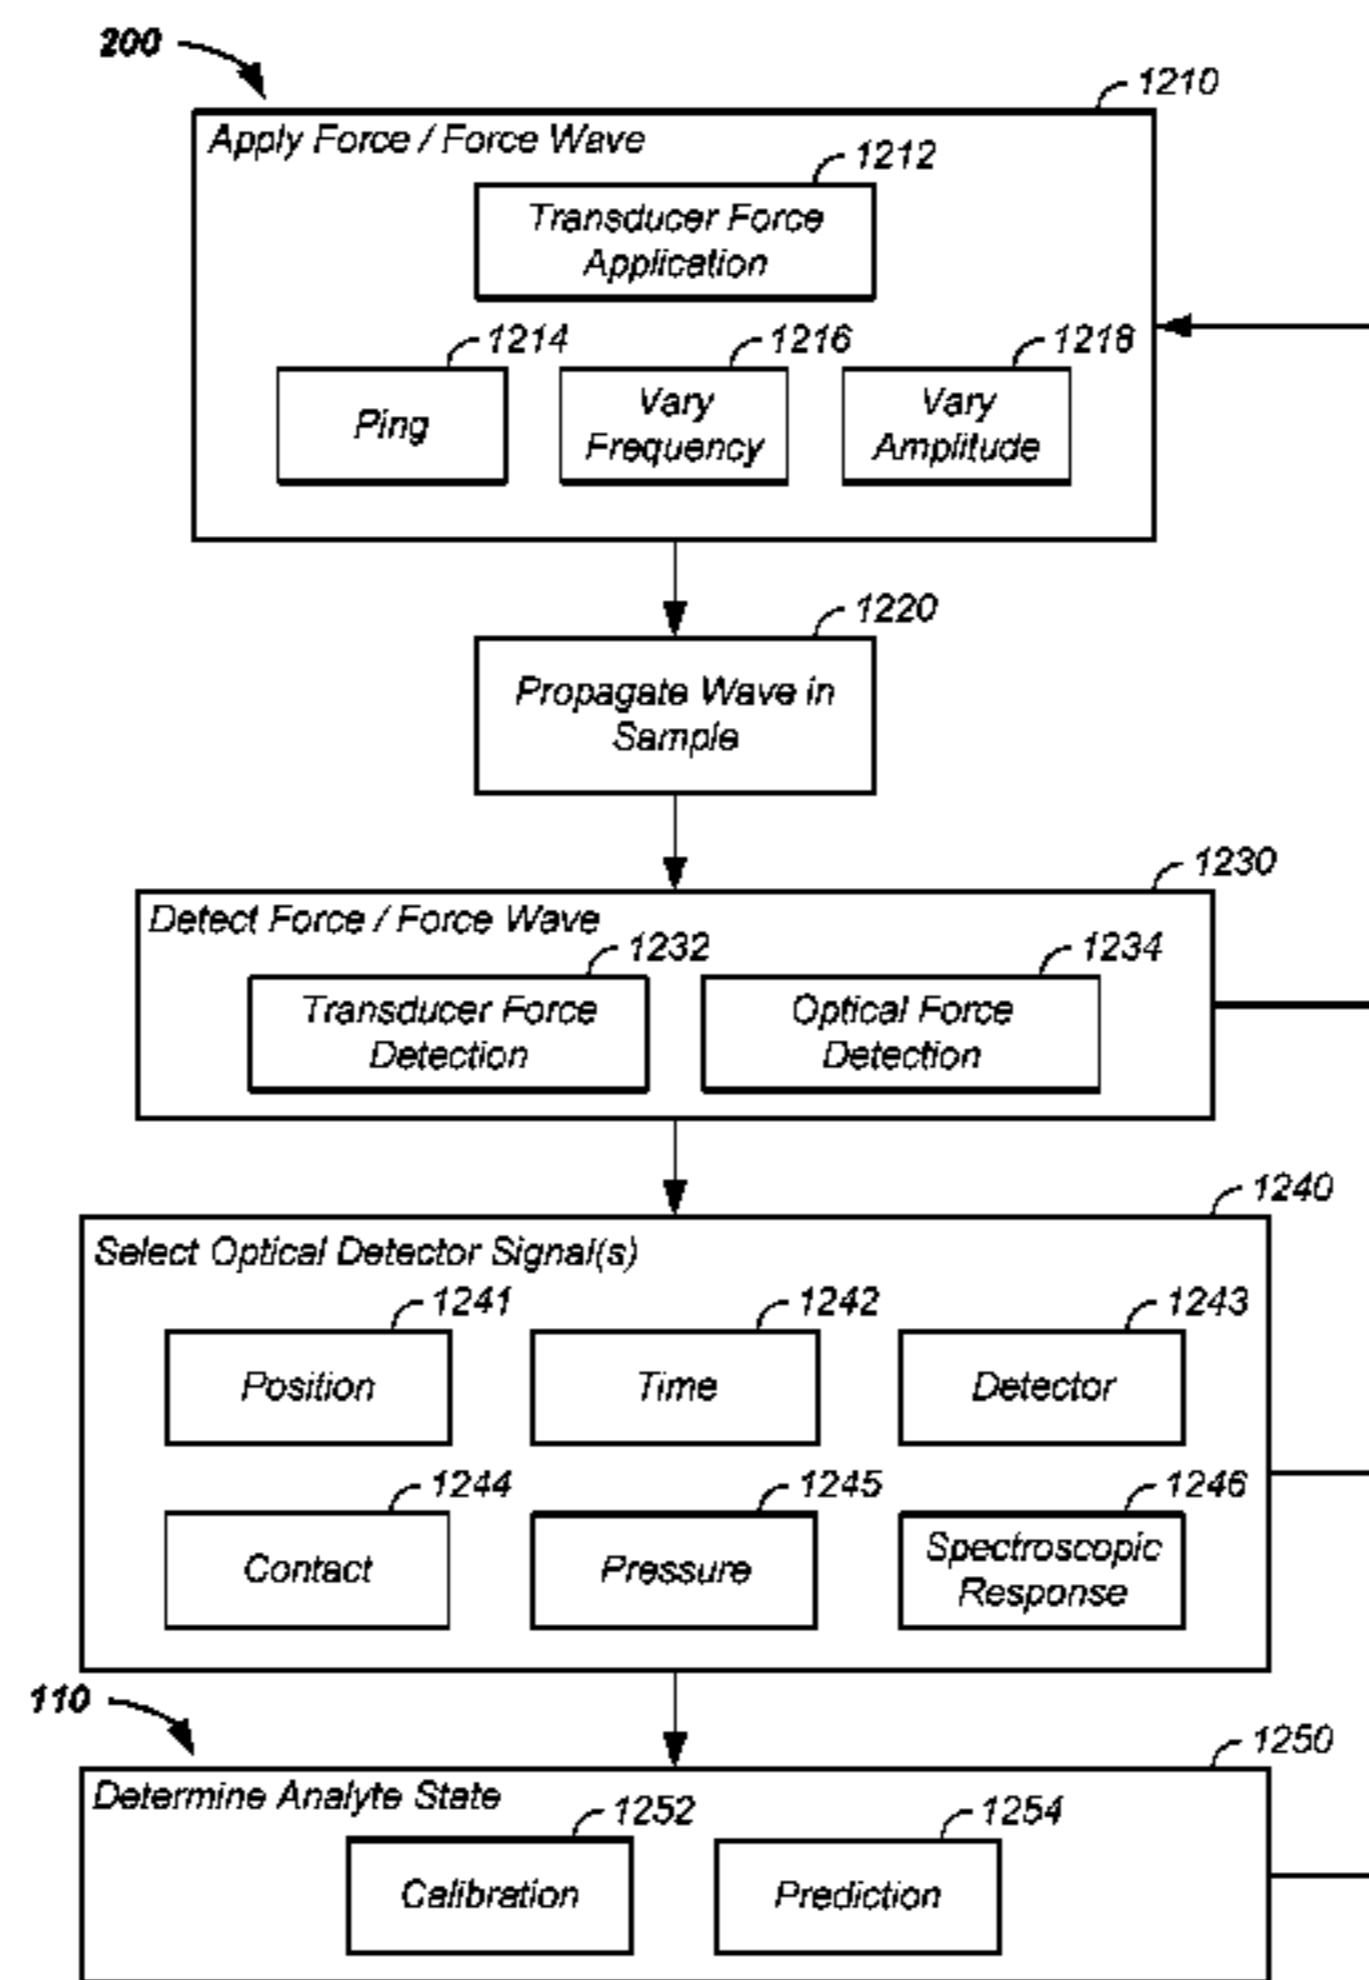 200
1210
Apply Force / Force Wave
1212
Transducer Force
Application
1214
1216
1218
Ping
Vary
Frequency
Vary
Amplitude
1220
Propagate Wave in
Sample
1230
Detect Force / Force Wave
1232
1234
Transducer Force
Detection
Optical Force
Detection
1240
Select Optical Detector Signal(s)
1241
1242
1243
Position
Time
Detector
1244
1245
1246
Contact
Pressure
Spectroscopic
Response
110
1250
Determine Analyte State
1252
1254
Calibration
Prediction